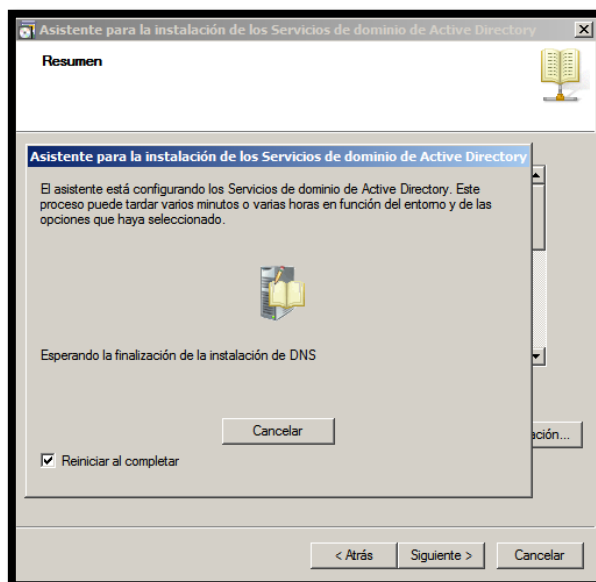 Asistente para la instalación de los Servicios de dominio de Active Directory
Resumen
Asistente para la instalación de los Servicios de dominio de Active Directory
El asistente está configurando los Servicios de dominio de Active Directory. Este
proceso puede tardar varios minutos o varias horas en función del entorno y de las
opciones que haya seleccionado.
Esperando la finalización de la instalación de DNS
Cancelar
ación...
Reiniciar al completar
< Atrás
Siguiente >
Cancelar